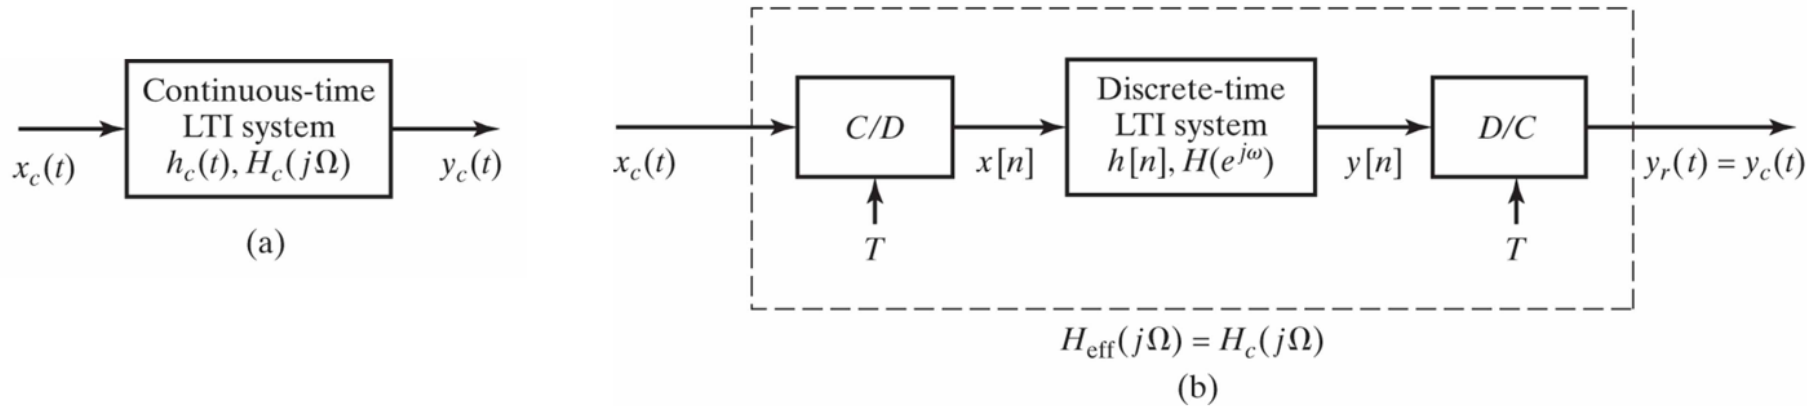 Continuous-time
LTI system
h_c(t), H_c(jΩ)
x_c(t)
y_c(t)
(a)
C/D
Discrete-time
LTI system
h[n], H(e^{jω})
D/C
x_c(t)
x[n]
y[n]
y_r(t) = y_c(t)
T
T
H_eff(jΩ) = H_c(jΩ)
(b)